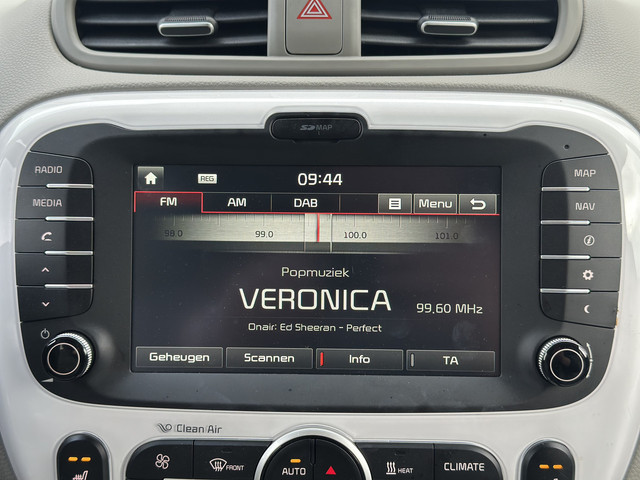 SD MAP
REG 09:44
FM AM DAB Menu
98.0 99.0 100.0 101.0
Popmuziek
VERONICA 99,60 MHz
Onair: Ed Sheeran - Perfect
Geheugen Scannen Info TA
RADIO
MEDIA
MAP
NAV
Clean Air
FRONT AUTO HEAT CLIMATE